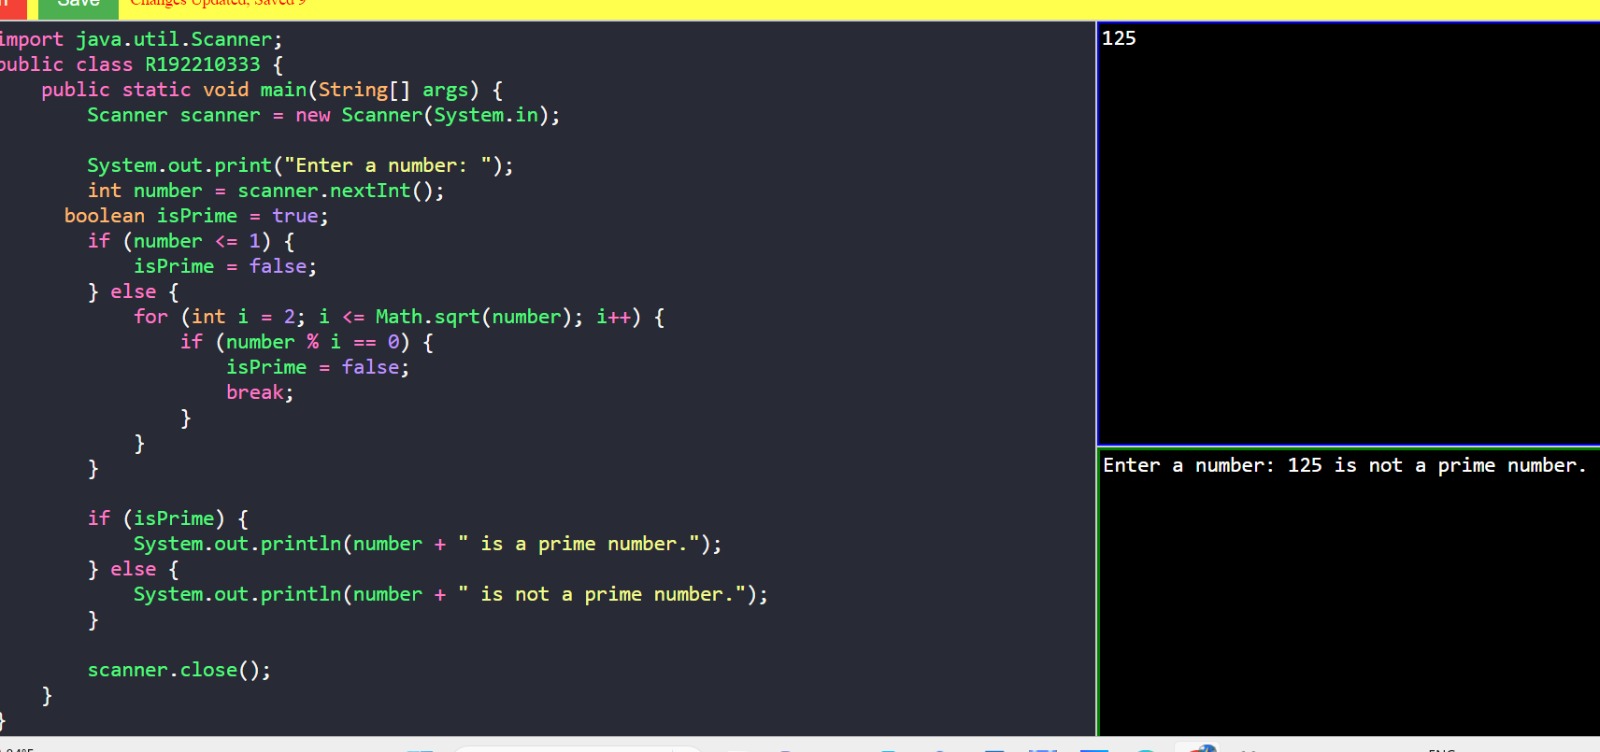 Save Changes Updated, Saved 9
import java.util.Scanner;
public class R192210333 {
    public static void main(String[] args) {
        Scanner scanner = new Scanner(System.in);

        System.out.print("Enter a number: ");
        int number = scanner.nextInt();
      boolean isPrime = true;
        if (number <= 1) {
            isPrime = false;
        } else {
            for (int i = 2; i <= Math.sqrt(number); i++) {
                if (number % i == 0) {
                    isPrime = false;
                    break;
                }
            }
        }

        if (isPrime) {
            System.out.println(number + " is a prime number.");
        } else {
            System.out.println(number + " is not a prime number.");
        }

        scanner.close();
    }
}
125
Enter a number: 125 is not a prime number.